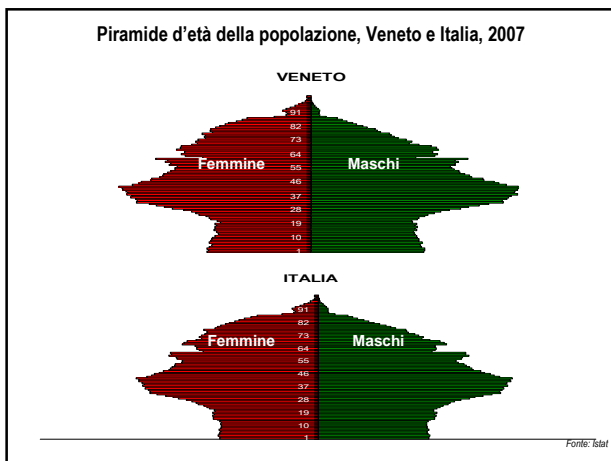 Piramide d'età della popolazione, Veneto e Italia, 2007
VENETO
91
82
73
64
Femmine
Maschi
55
46
37
28
19
10
1
ITALIA
91
82
73
Femmine
Maschi
64
55
46
37
28
19
10
1
Fonte: Istat